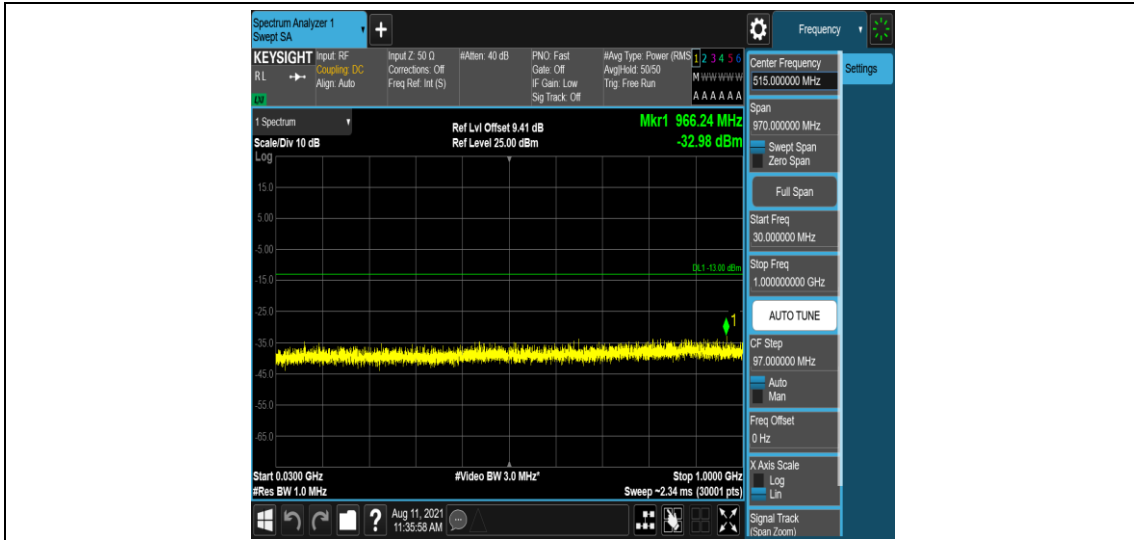 Spectrum Analyzer 1
Swept SA
+
Frequency
KEYSIGHT
R L
Input: RF
Coupling: DC
Align: Auto
Input Z: 50 Ω
Corrections: Off
Freq Ref: Int (S)
#Atten: 40 dB
PNO: Fast
Gate: Off
IF Gain: Low
Sig Track: Off
#Avg Type: Power (RMS
Avg|Hold: 50/50
Trig: Free Run
1 2 3 4 5 6
M W W W W W
A A A A A A
1 Spectrum
Scale/Div 10 dB
Log
Ref Lvl Offset 9.41 dB
Ref Level 25.00 dBm
Mkr1 966.24 MHz
-32.98 dBm
15.0
5.00
-5.00
-15.0
-25.0
-35.0
-45.0
-55.0
-65.0
DL1 -13.00 dBm
1
Start 0.0300 GHz
#Res BW 1.0 MHz
#Video BW 3.0 MHz*
Stop 1.0000 GHz
Sweep ~2.34 ms (30001 pts)
Aug 11, 2021
11:35:58 AM
?
Center Frequency
515.000000 MHz
Settings
Span
970.000000 MHz
Swept Span
Zero Span
Full Span
Start Freq
30.000000 MHz
Stop Freq
1.000000000 GHz
AUTO TUNE
CF Step
97.000000 MHz
Auto
Man
Freq Offset
0 Hz
X Axis Scale
Log
Lin
Signal Track
(Span Zoom)